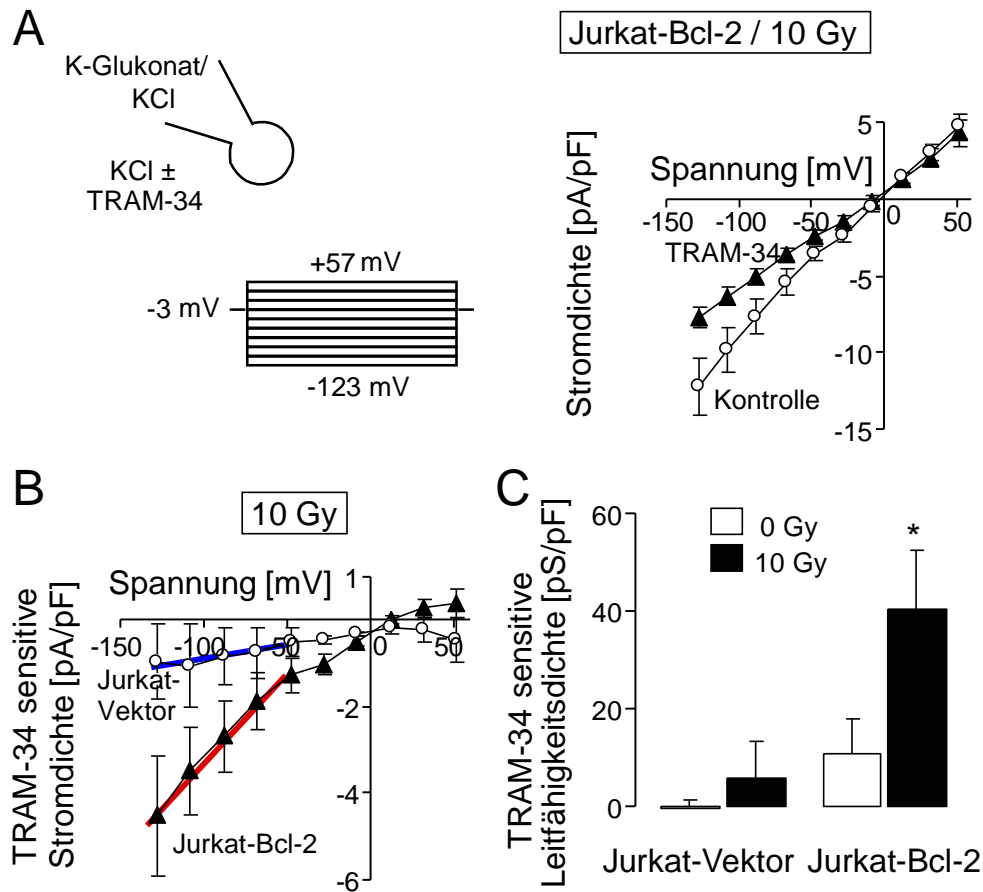 A
K-Glukonat/
KCl
KCl ±
TRAM-34
+57 mV
-3 mV
-123 mV
Jurkat-Bcl-2 / 10 Gy
Stromdichte [pA/pF]
Spannung [mV]
5
-150 -100 -50 0 50
TRAM-34
-5
-10
Kontrolle
-15
B
10 Gy
TRAM-34 sensitive
Stromdichte [pA/pF]
Spannung [mV]
1
-150 -100 -50 0 50
Jurkat-
Vektor
-2
-4
Jurkat-Bcl-2
-6
C
TRAM-34 sensitive
Leitfähigkeitsdichte [pS/pF]
60
40
20
0
0 Gy
10 Gy
*
Jurkat-Vektor Jurkat-Bcl-2